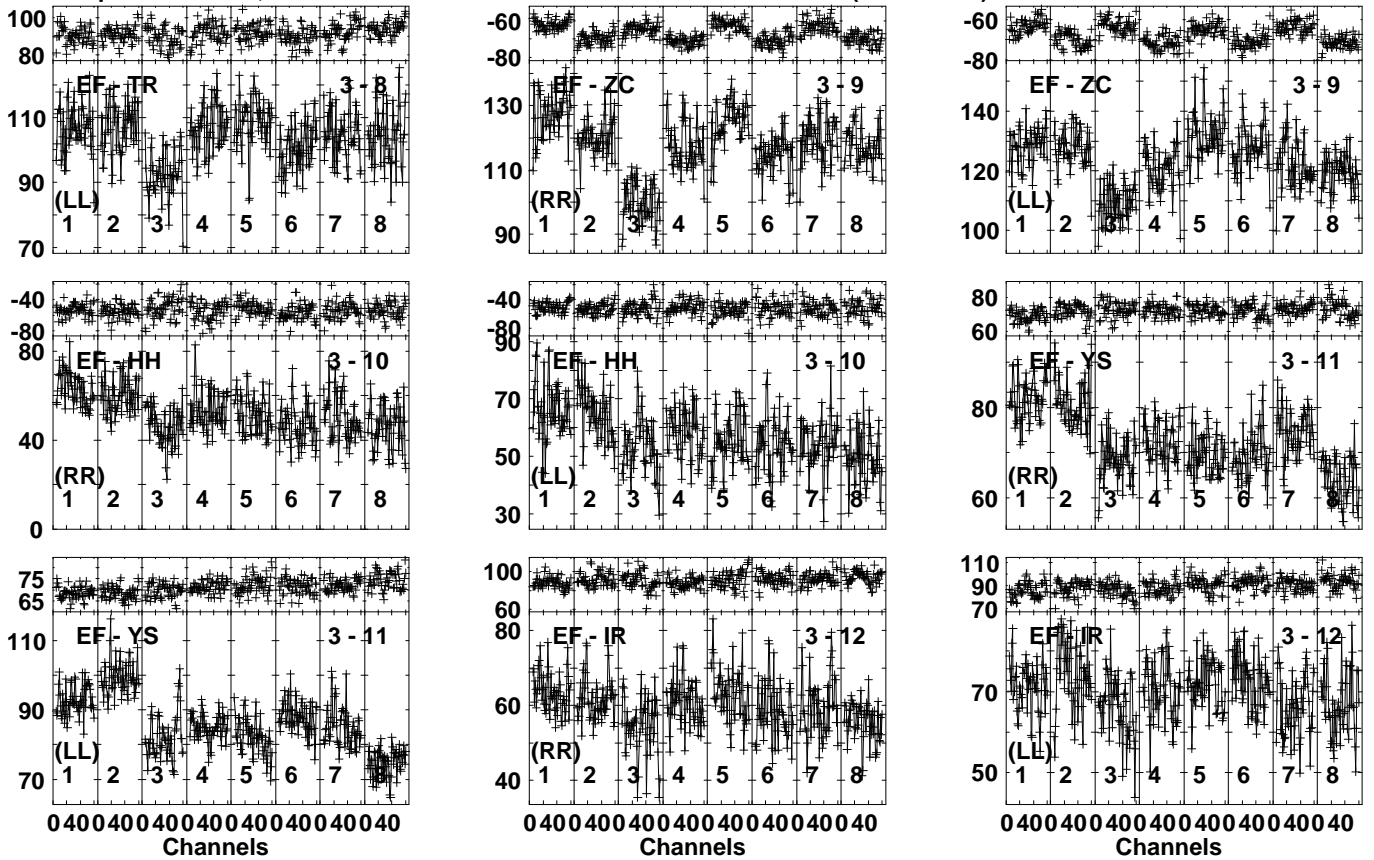 100
80
EF - TR 3 - 8
110
90
(LL)
1 2 3 4 5 6 7 8
70
-60
-80
EF - ZC 3 - 9
130
110
(RR)
1 2 3 4 5 6 7 8
90
-60
-80
EF - ZC 3 - 9
140
120
(LL)
1 2 3 4 5 6 7 8
100
-40
-80
80
EF - HH 3 - 10
40
(RR)
1 2 3 4 5 6 7 8
0
-40
-80
90
EF - HH 3 - 10
70
50
(LL)
1 2 3 4 5 6 7 8
30
80
60
EF - YS 3 - 11
80
(RR)
60
1 2 3 4 5 6 7 8
75
65
EF - YS 3 - 11
110
90
(LL)
1 2 3 4 5 6 7 8
70
0 40 0 40 0 40 0 40 0 40 0 40 0 40 0 40
Channels
100
60
80
EF - IR 3 - 12
60
(RR)
1 2 3 4 5 6 7 8
40
0 40 0 40 0 40 0 40 0 40 0 40 0 40 0 40
Channels
110
90
70
EF - IR 3 - 12
70
(LL)
1 2 3 4 5 6 7 8
50
0 40 0 40 0 40 0 40 0 40 0 40 0 40 0 40
Channels